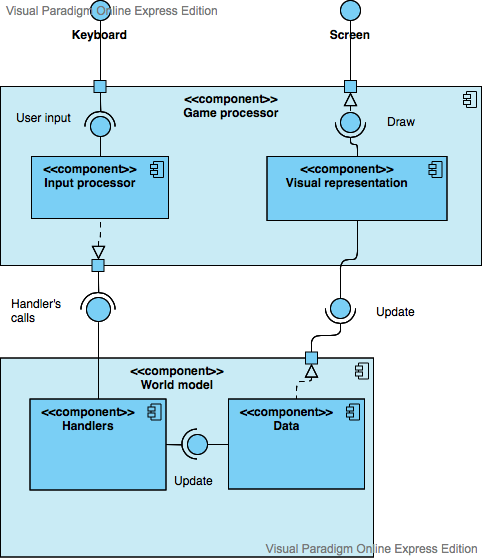 Visual Paradigm Online Express Edition
Keyboard
Screen
<<component>>
Game processor
User input
Draw
<<component>>
Input processor
<<component>>
Visual representation
Handler's
calls
Update
<<component>>
World model
<<component>>
Handlers
<<component>>
Data
Update
Visual Paradigm Online Express Edition